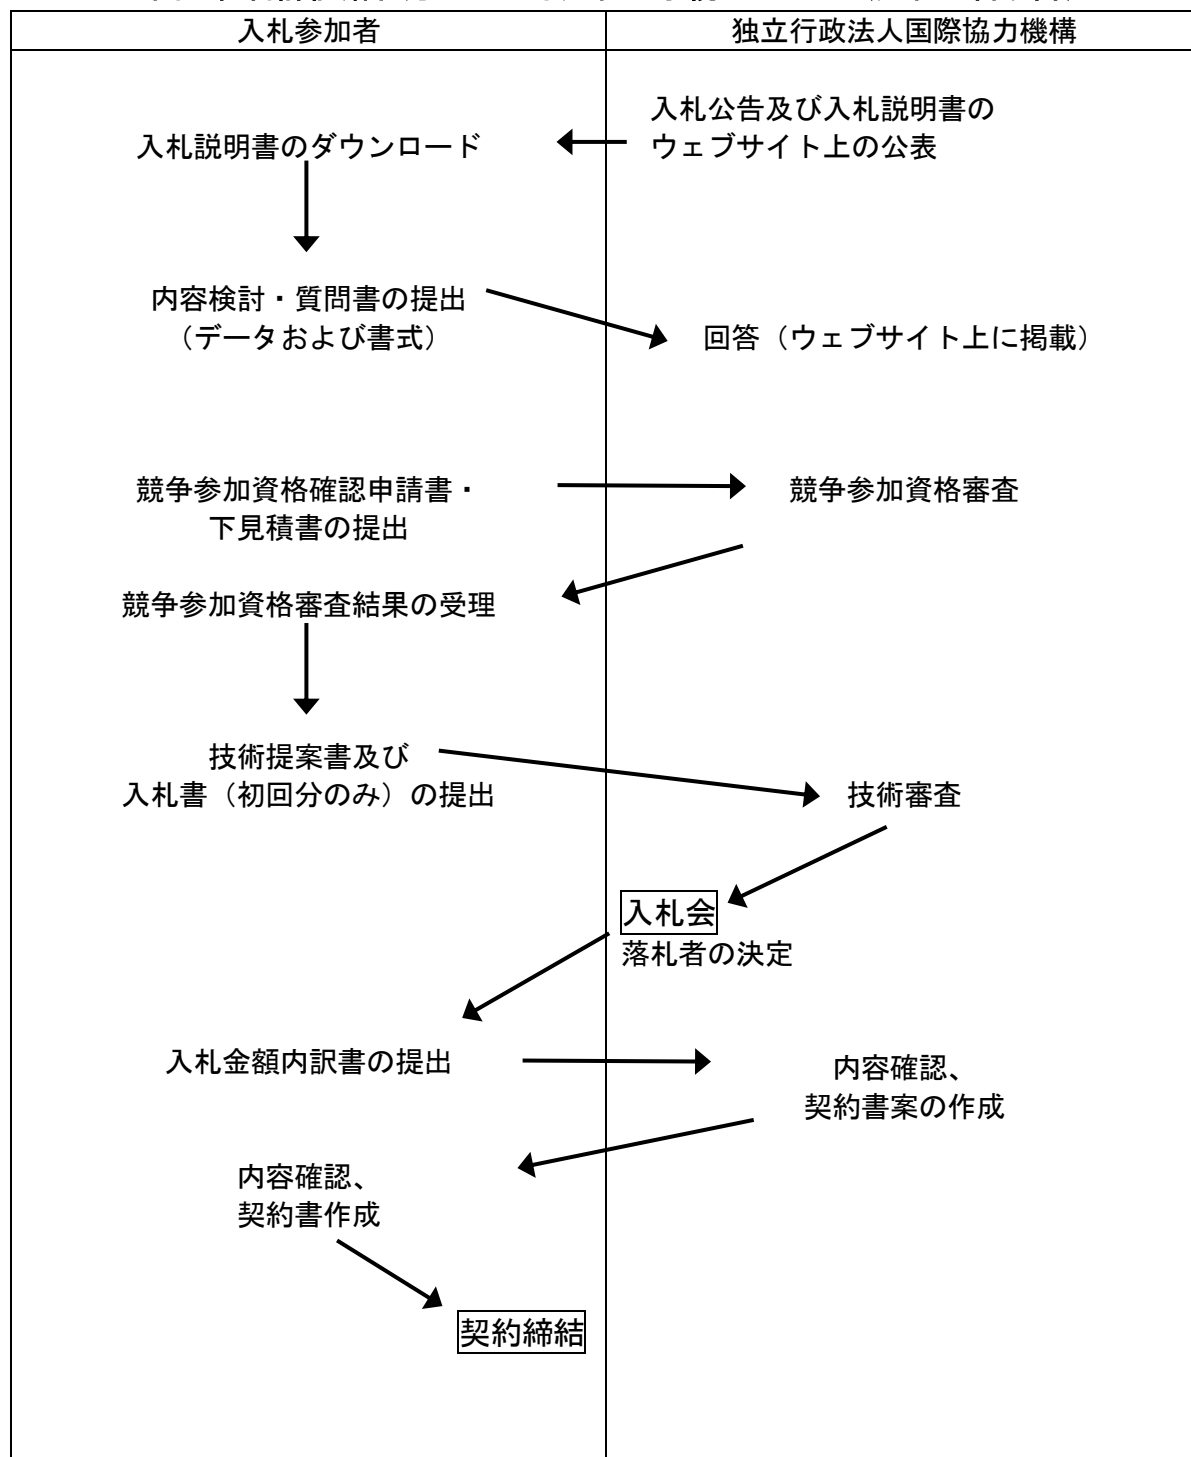 入札参加者
独立行政法人国際協力機構
入札公告及び入札説明書の
ウェブサイト上の公表
入札説明書のダウンロード
内容検討・質問書の提出
（データおよび書式）
回答（ウェブサイト上に掲載）
競争参加資格確認申請書・
下見積書の提出
競争参加資格審査
競争参加資格審査結果の受理
技術提案書及び
入札書（初回分のみ）の提出
技術審査
入札会
落札者の決定
入札金額内訳書の提出
内容確認、
契約書案の作成
内容確認、
契約書作成
契約締結